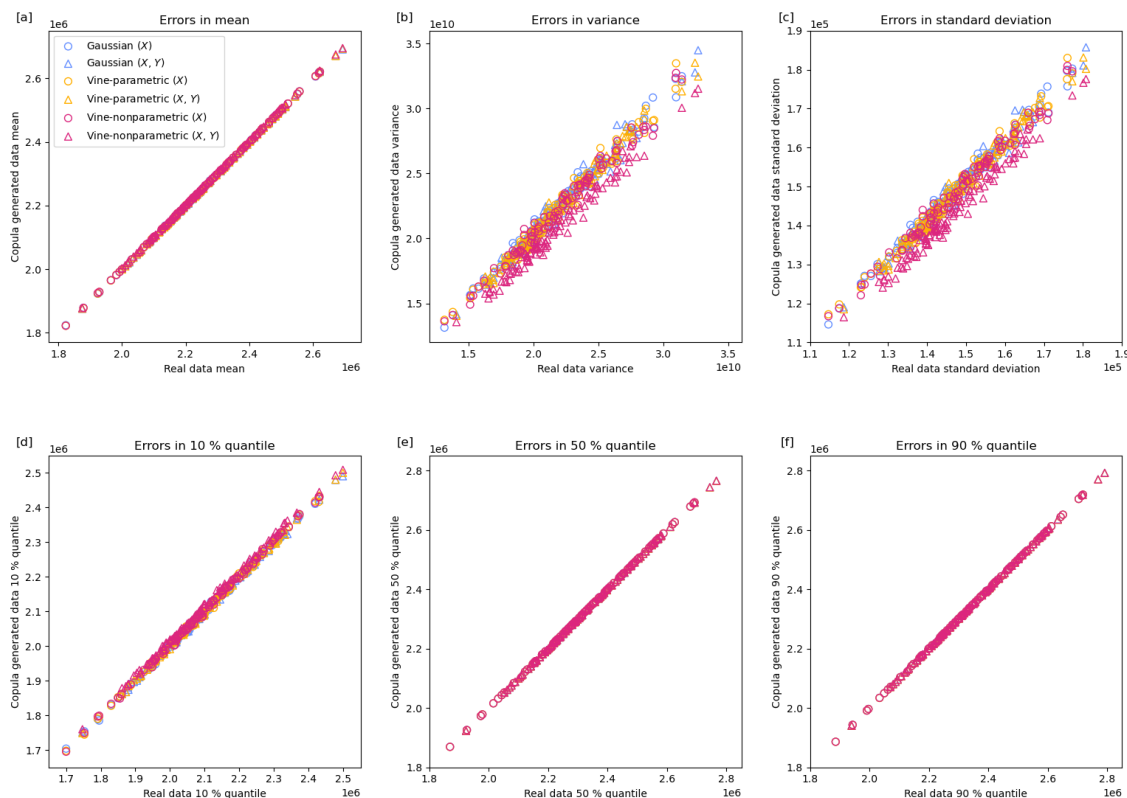 [a]
Errors in mean
1e6
2.6
2.4
2.2
2.0
1.8
Copula generated data mean
Gaussian (X)
Gaussian (X, Y)
Vine-parametric (X)
Vine-parametric (X, Y)
Vine-nonparametric (X)
Vine-nonparametric (X, Y)
1.8 2.0 2.2 2.4 2.6
Real data mean
1e6
[b]
Errors in variance
1e10
3.5
3.0
2.5
2.0
1.5
Copula generated data variance
1.5 2.0 2.5 3.0 3.5
Real data variance
1e10
[c]
Errors in standard deviation
1e5
1.9
1.8
1.7
1.6
1.5
1.4
1.3
1.2
1.1
Copula generated data standard deviation
1.1 1.2 1.3 1.4 1.5 1.6 1.7 1.8 1.9
Real data standard deviation
1e5
[d]
Errors in 10 % quantile
1e6
2.5
2.4
2.3
2.2
2.1
2.0
1.9
1.8
1.7
Copula generated data 10 % quantile
1.7 1.8 1.9 2.0 2.1 2.2 2.3 2.4 2.5
Real data 10 % quantile
1e6
[e]
Errors in 50 % quantile
1e6
2.8
2.6
2.4
2.2
2.0
1.8
Copula generated data 50 % quantile
1.8 2.0 2.2 2.4 2.6 2.8
Real data 50 % quantile
1e6
[f]
Errors in 90 % quantile
1e6
2.8
2.6
2.4
2.2
2.0
1.8
Copula generated data 90 % quantile
1.8 2.0 2.2 2.4 2.6 2.8
Real data 90 % quantile
1e6